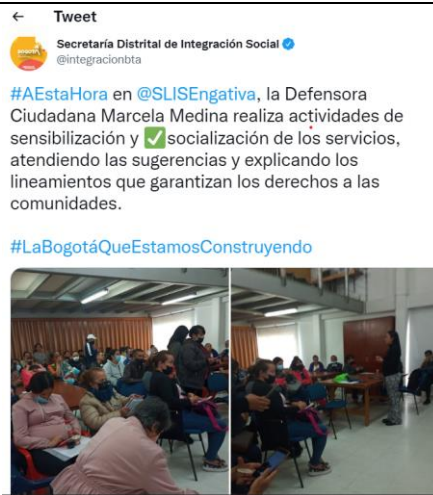 ← Tweet
Secretaría Distrital de Integración Social
@integracionbta
#AEstaHora en @SLISEngativa, la Defensora
Ciudadana Marcela Medina realiza actividades de
sensibilización y ✅socialización de los servicios,
atendiendo las sugerencias y explicando los
lineamientos que garantizan los derechos a las
comunidades.
#LaBogotáQueEstamosConstruyendo